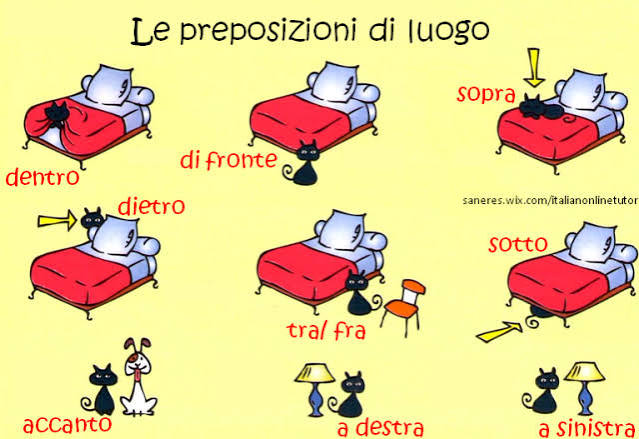 Le preposizioni di luogo
dentro
di fronte
sopra
saneres.wix.com/italianonlinetutor
dietro
tra/ fra
sotto
accanto
a destra
a sinistra